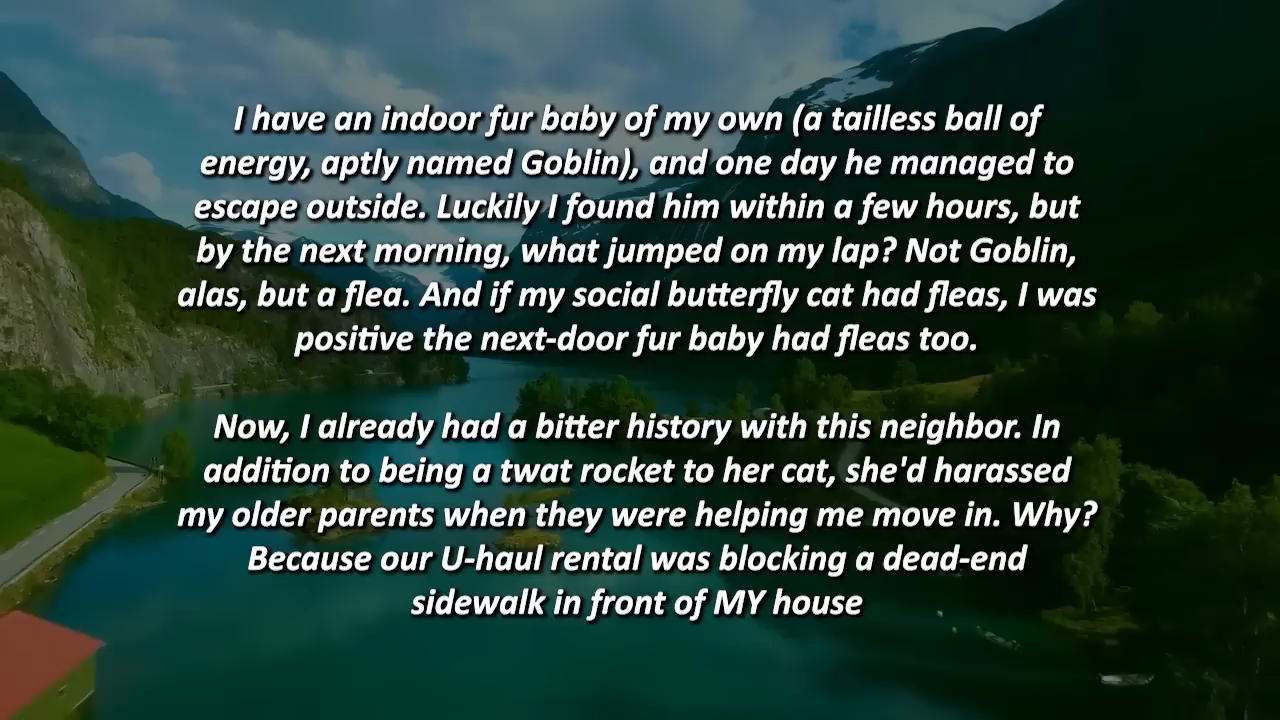 I have an indoor fur baby of my own (a tailless ball of
energy, aptly named Goblin), and one day he managed to
escape outside. Luckily I found him within a few hours, but
by the next morning, what jumped on my lap? Not Goblin,
alas, but a flea. And if my social butterfly cat had fleas, I was
positive the next-door fur baby had fleas too.
Now, I already had a bitter history with this neighbor. In
addition to being a twat rocket to her cat, she'd harassed
my older parents when they were helping me move in. Why?
Because our U-haul rental was blocking a dead-end
sidewalk in front of MY house